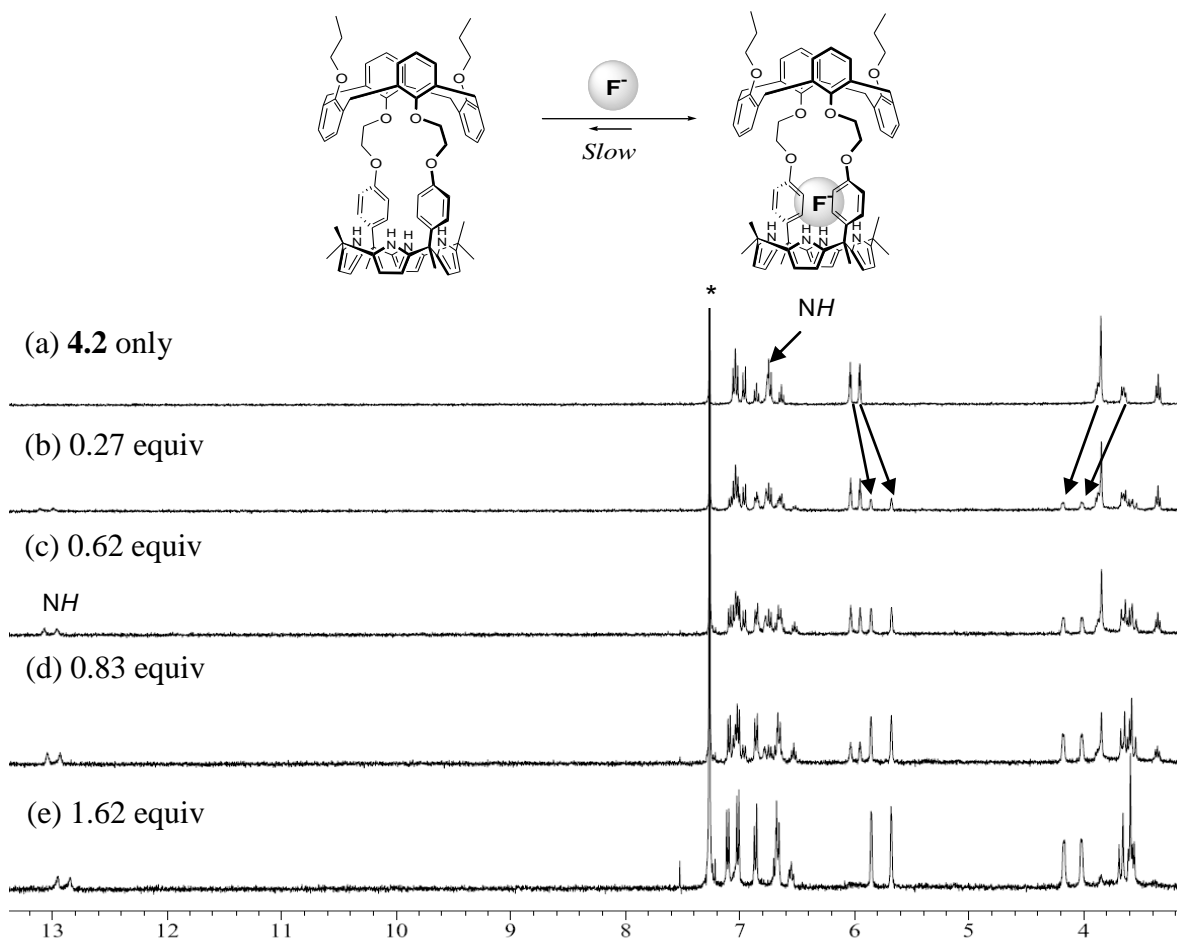 O O
F⁻
Slow
O O
O O
H N H N H N H N
O O
O O
O O
F⁻
H N H N H N H N
*
NH
(a) 4.2 only
(b) 0.27 equiv
(c) 0.62 equiv
NH
(d) 0.83 equiv
(e) 1.62 equiv
13 12 11 10 9 8 7 6 5 4